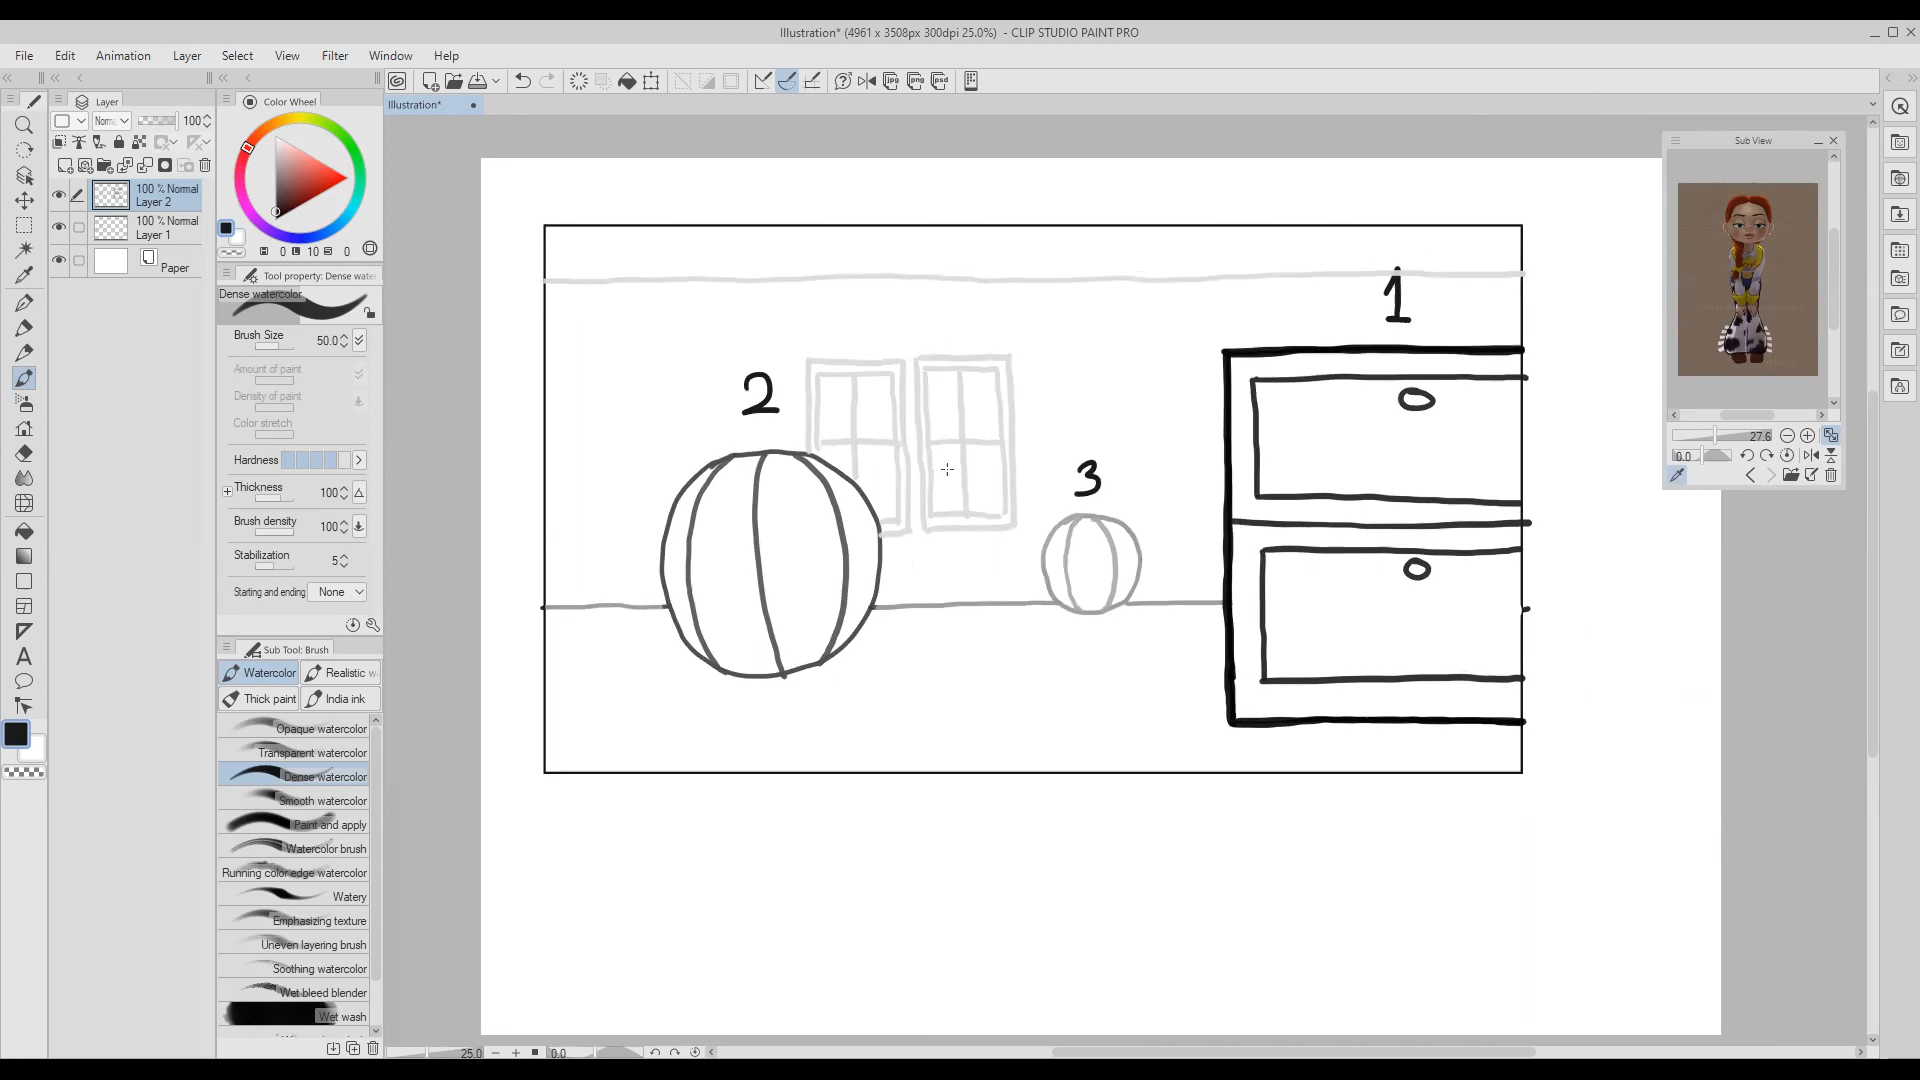 Illustration* (4961 x 3508px 300dpi 25.0%) - CLIP STUDIO PAINT PRO
File Edit Animation Layer Select View Filter Window Help
Illustration*
Layer
100
100 % Normal
Layer 2
100 % Normal
Layer 1
Paper
Color Wheel
0 10 0
Tool property: Dense water
Dense watercolor
Brush Size 50.0
Amount of paint
Density of paint
Color stretch
Hardness
Thickness 100
Brush density 100
Stabilization 5
Starting and ending None
Sub Tool: Brush
Watercolor Realistic wa
Thick paint India ink
Opaque watercolor
Transparent watercolor
Dense watercolor
Smooth watercolor
Paint and apply
Watercolor brush
Running color edge watercolor
Watery
Emphasizing texture
Uneven layering brush
Soothing watercolor
Wet bleed blender
Wet wash
1
2
3
Sub View
27.6
0.0
25.0
0.0